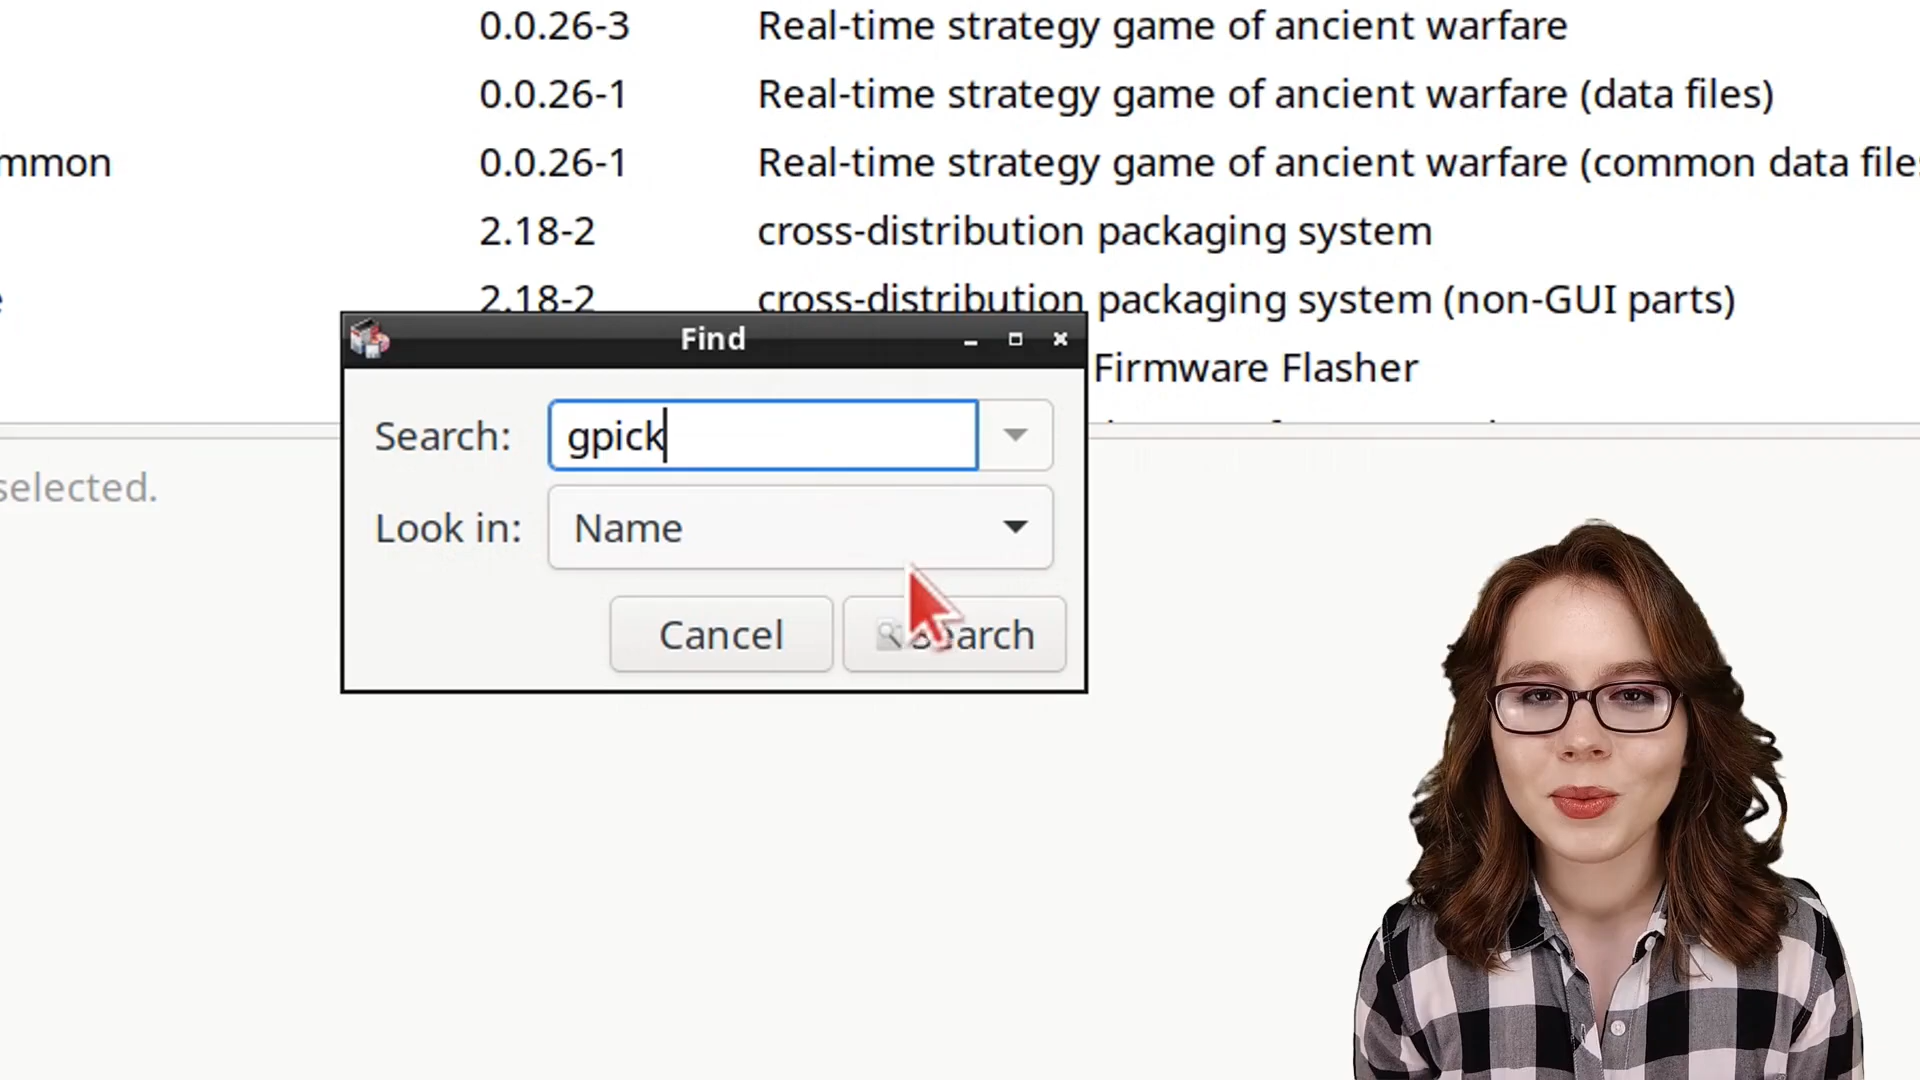 0.0.26-3 Real-time strategy game of ancient warfare
0.0.26-1 Real-time strategy game of ancient warfare (data files)
mmon 0.0.26-1 Real-time strategy game of ancient warfare (common data file
2.18-2 cross-distribution packaging system
2.18-2 cross-distribution packaging system (non-GUI parts)
Find
Firmware Flasher
Search: gpick
selected.
Look in: Name
Cancel Search